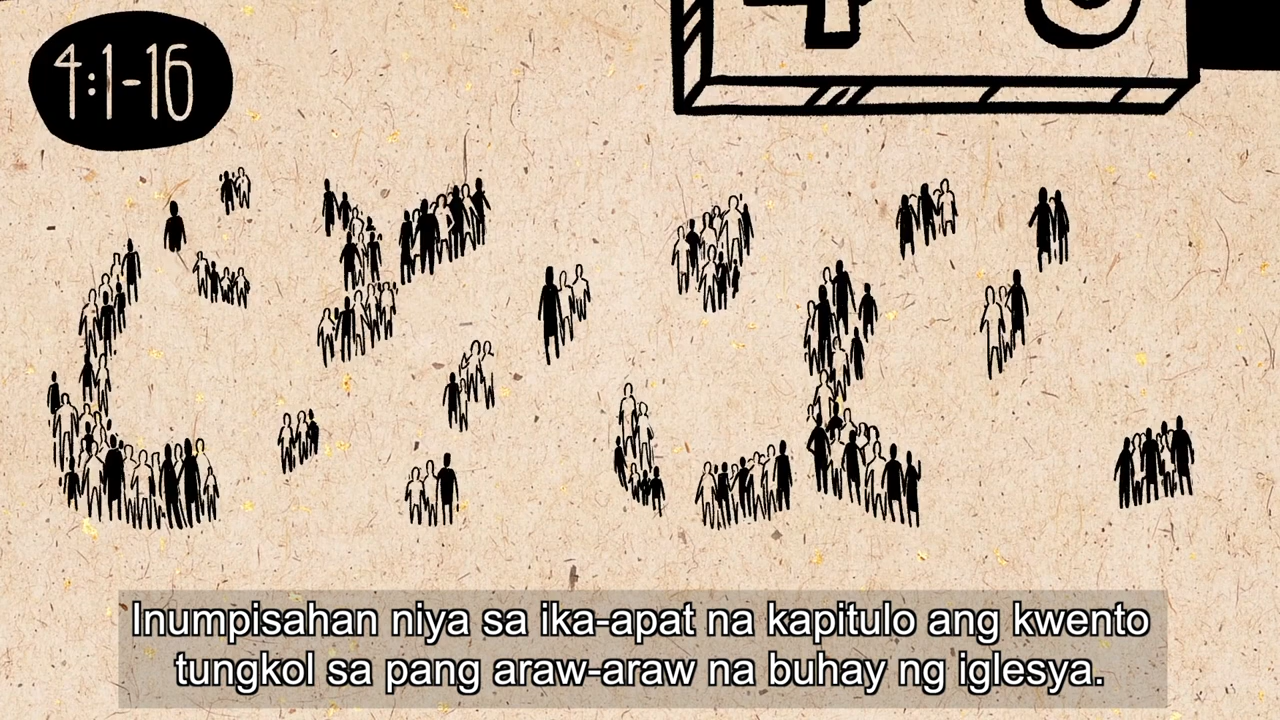 4:1-16
Inumpisahan niya sa ika-apat na kapitulo ang kwento
tungkol sa pang araw-araw na buhay ng iglesya.